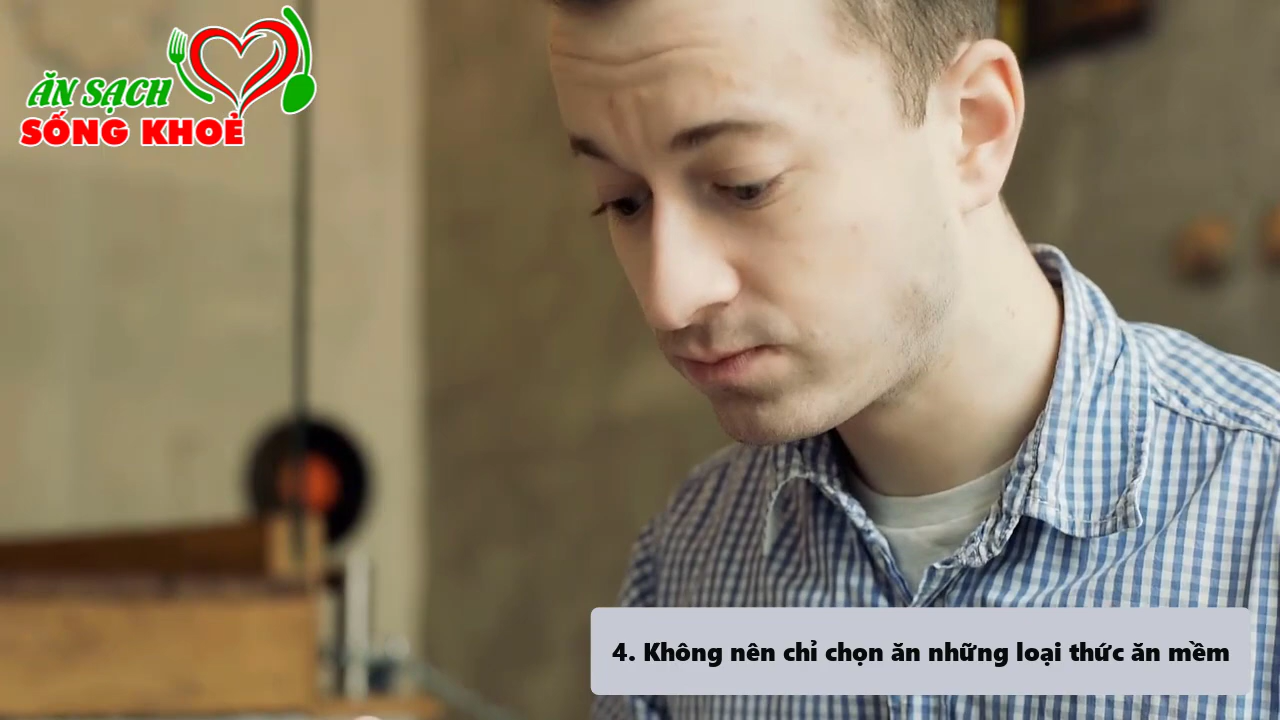 ĂN SẠCH
SỐNG KHOẺ
4. Không nên chỉ chọn ăn những loại thức ăn mềm